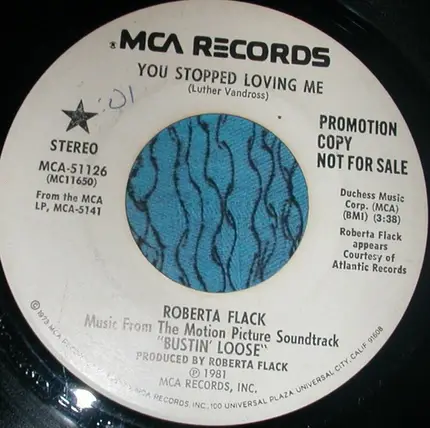 ® MCA RECORDS
YOU STOPPED LOVING ME
(Luther Vandross)
'01
STEREO
MCA-51126
(MC11650)
From the MCA
LP, MCA-5141
PROMOTION
COPY
NOT FOR SALE
Duchess Music
Corp. (MCA)
(BMI) (3:38)
Roberta Flack
appears
Courtesy of
Atlantic Records
ROBERTA FLACK
Music From The Motion Picture Soundtrack
"BUSTIN' LOOSE"
PRODUCED BY ROBERTA FLACK
℗ 1981
MCA RECORDS, INC.
© 1973 MCA RECORDS, INC., 100 UNIVERSAL PLAZA, UNIVERSAL CITY, CALIF. 91608